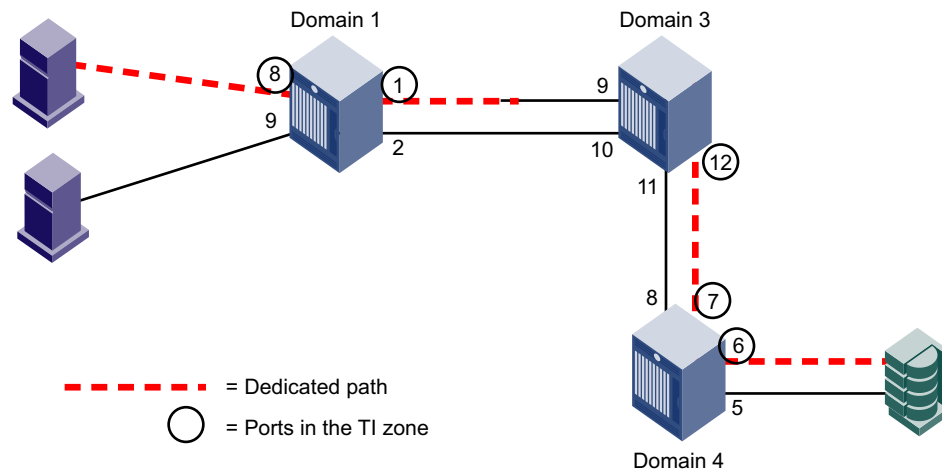 Domain 1
Domain 3
8
1
9
9
2
10
12
11
8
7
6
= Dedicated path
5
= Ports in the TI zone
Domain 4